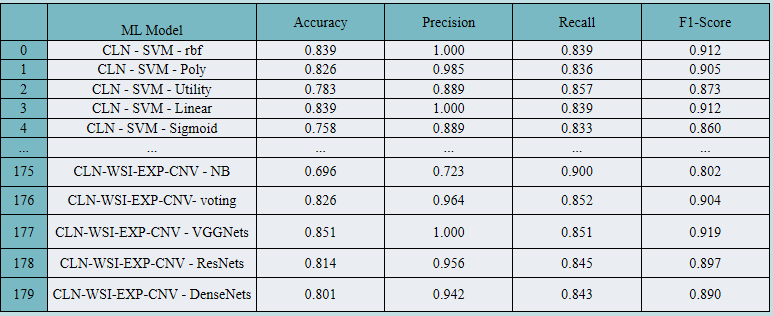 ML Model Accuracy Precision Recall F1-Score
0 CLN - SVM - rbf 0.839 1.000 0.839 0.912
1 CLN - SVM - Poly 0.826 0.985 0.836 0.905
2 CLN - SVM - Utility 0.783 0.889 0.857 0.873
3 CLN - SVM - Linear 0.839 1.000 0.839 0.912
4 CLN - SVM - Sigmoid 0.758 0.889 0.833 0.860
... ... ... ... ... ...
175 CLN-WSI-EXP-CNV - NB 0.696 0.723 0.900 0.802
176 CLN-WSI-EXP-CNV- voting 0.826 0.964 0.852 0.904
177 CLN-WSI-EXP-CNV - VGGNets 0.851 1.000 0.851 0.919
178 CLN-WSI-EXP-CNV - ResNets 0.814 0.956 0.845 0.897
179 CLN-WSI-EXP-CNV - DenseNets 0.801 0.942 0.843 0.890